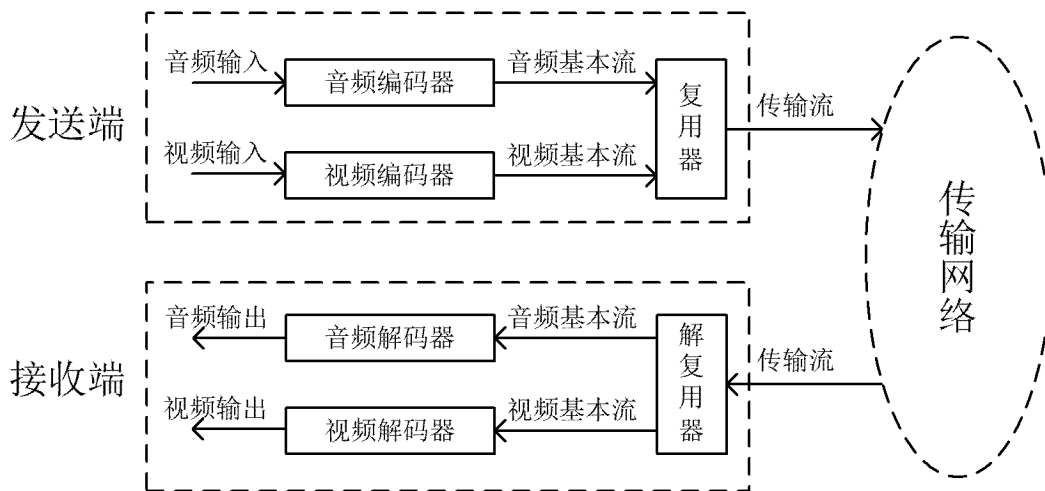 发送端
音频输入
音频编码器
音频基本流
视频输入
视频编码器
视频基本流
复用器
传输流
传输网络
接收端
音频输出
音频解码器
音频基本流
视频输出
视频解码器
视频基本流
解复用器
传输流